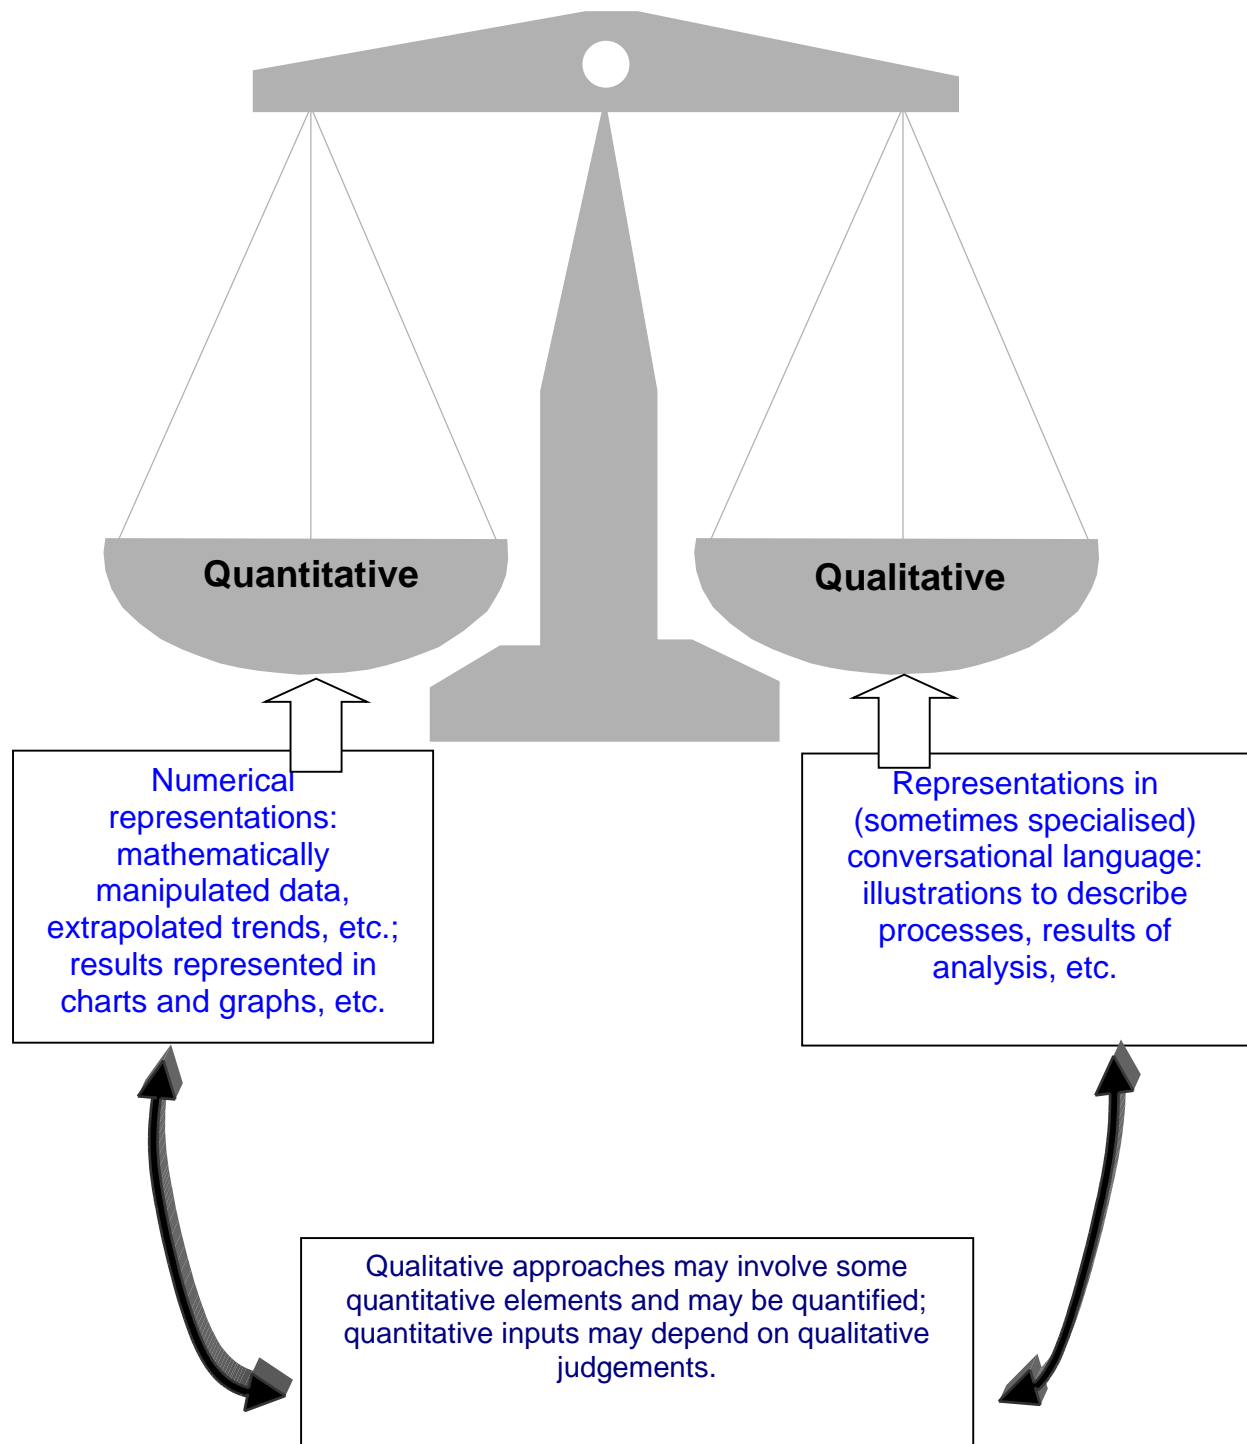 Quantitative
Qualitative
Numerical
representations:
mathematically
manipulated data,
extrapolated trends, etc.;
results represented in
charts and graphs, etc.
Representations in
(sometimes specialised)
conversational language:
illustrations to describe
processes, results of
analysis, etc.
Qualitative approaches may involve some
quantitative elements and may be quantified;
quantitative inputs may depend on qualitative
judgements.